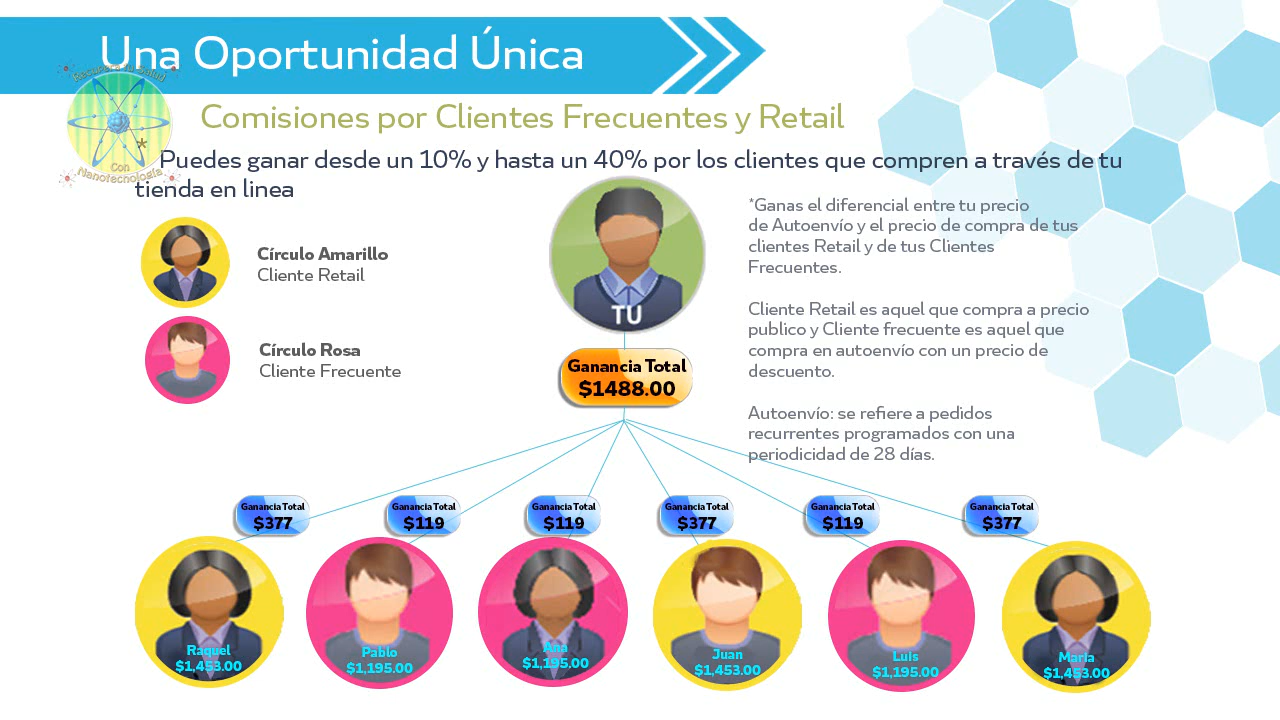 Una Oportunidad Única
Recupera tu Salud
Con
Nanotecnología
Comisiones por Clientes Frecuentes y Retail
* Puedes ganar desde un 10% y hasta un 40% por los clientes que compren a través de tu
tienda en linea
Círculo Amarillo
Cliente Retail
Círculo Rosa
Cliente Frecuente
TU
Ganancia Total
$1488.00
*Ganas el diferencial entre tu precio
de Autoenvío y el precio de compra de tus
clientes Retail y de tus Clientes
Frecuentes.
Cliente Retail es aquel que compra a precio
publico y Cliente frecuente es aquel que
compra en autoenvío con un precio de
descuento.
Autoenvío: se refiere a pedidos
recurrentes programados con una
periodicidad de 28 días.
Ganancia Total
$377
Ganancia Total
$119
Ganancia Total
$119
Ganancia Total
$377
Ganancia Total
$119
Ganancia Total
$377
Raquel
$1,453.00
Pablo
$1,195.00
Ana
$1,195.00
Juan
$1,453.00
Luis
$1,195.00
María
$1,453.00